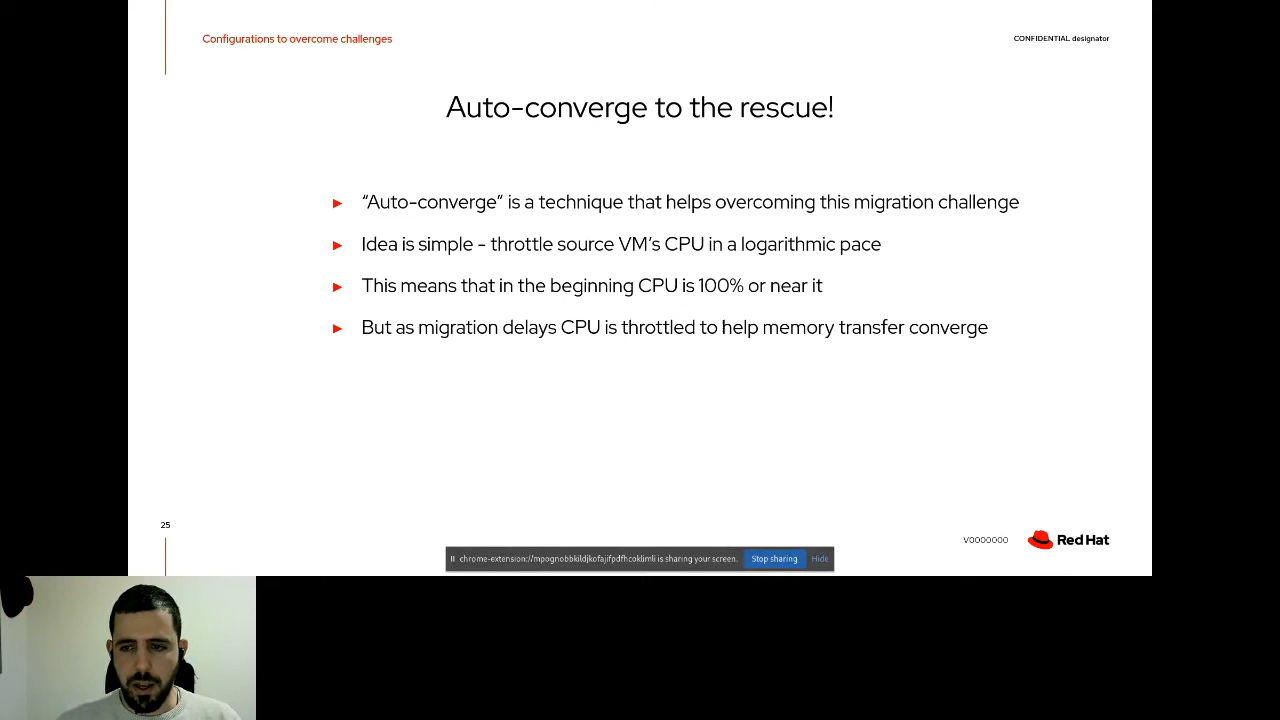 Configurations to overcome challenges
CONFIDENTIAL designator
Auto-converge to the rescue!
► “Auto-converge” is a technique that helps overcoming this migration challenge
► Idea is simple - throttle source VM’s CPU in a logarithmic pace
► This means that in the beginning CPU is 100% or near it
► But as migration delays CPU is throttled to help memory transfer converge
25
V0000000
Red Hat
chrome-extension://mpognobbkildjkofajifpdfhcoklimli is sharing your screen.
Stop sharing
Hide